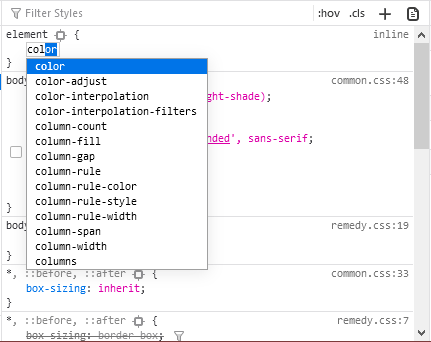 Filter Styles :hov .cls +
element { inline
color
}
color
color-adjust
color-interpolation
color-interpolation-filters
column-count
column-fill
column-gap
column-rule
column-rule-color
column-rule-style
column-rule-width
column-span
column-width
columns
body common.css:48
ght-shade);
nded', sans-serif;
}
body remedy.css:19
}
*, ::before, ::after { common.css:33
box-sizing: inherit;
}
*, ::before, ::after { remedy.css:7
box-sizing: border-box;